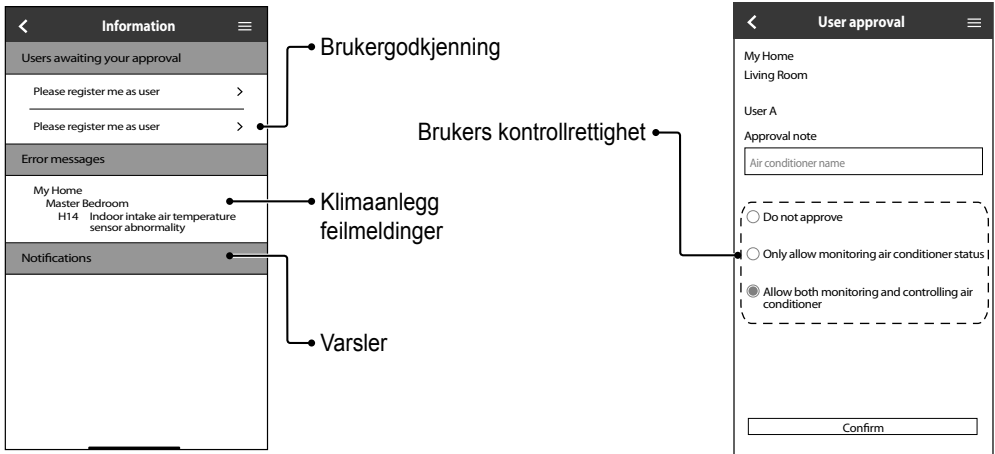 Information
Users awaiting your approval
Please register me as user
Please register me as user
Error messages
My Home
Master Bedroom
H14 Indoor intake air temperature
sensor abnormality
Notifications
Brukergodkjenning
Brukers kontrollrettighet
Klimaanlegg
feilmeldinger
Varsler
User approval
My Home
Living Room
User A
Approval note
Air conditioner name
Do not approve
Only allow monitoring air conditioner status
Allow both monitoring and controlling air
conditioner
Confirm